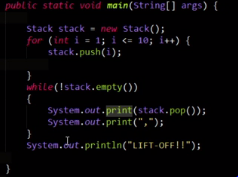 public static void main(String[] args) {
Stack stack = new Stack();
for (int i = 1; i <= 10; i++) {
stack.push(i);
}
while(!stack.empty())
{
System.out.print(stack.pop());
System.out.print(",");
}
System.out.println("LIFT-OFF!!");
}